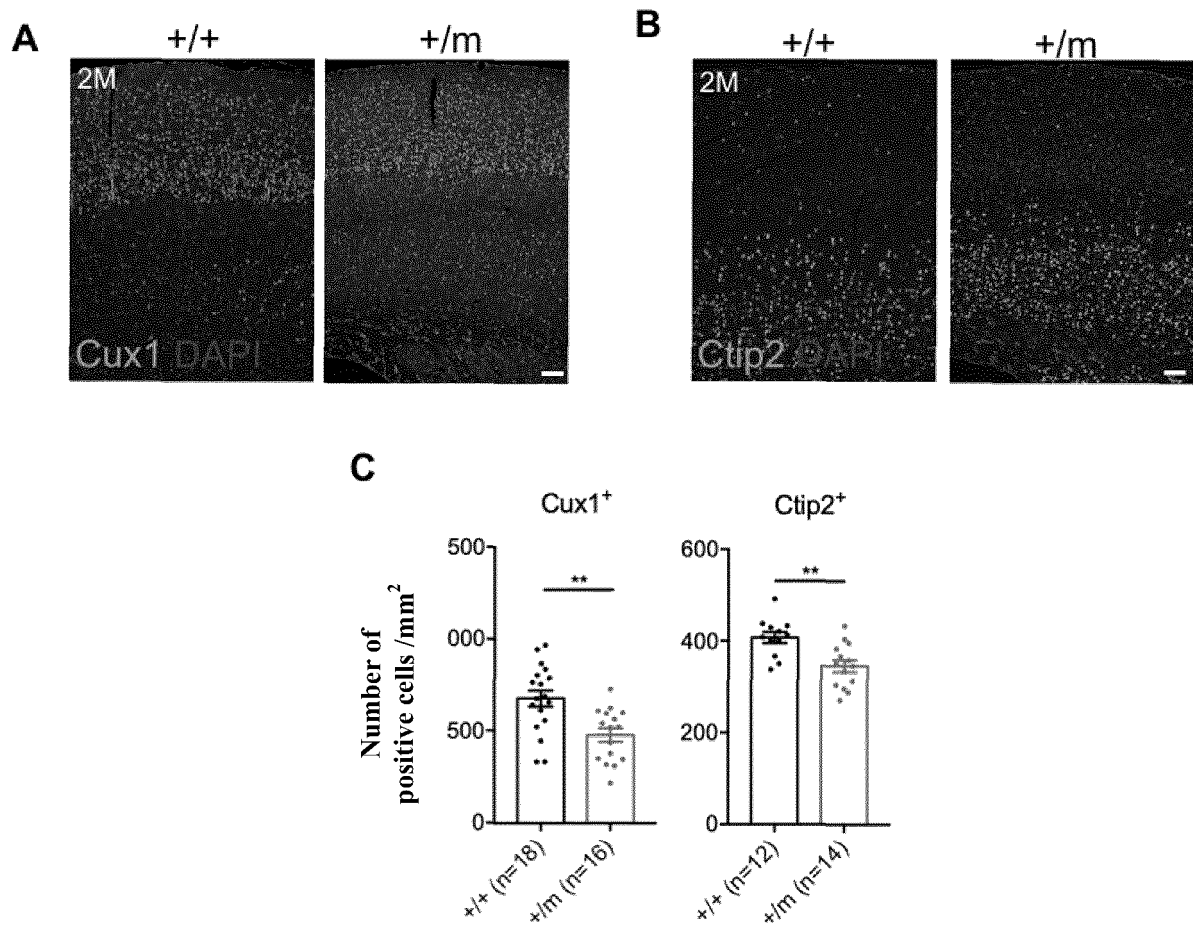 A
+/+
+/m
2M
Cux1 DAPI
B
+/+
+/m
2M
Ctip2 DAPI
C
Cux1⁺
Ctip2⁺
Number of
positive cells /mm²
500
000
500
0
**
+/+ (n=18)
+/m (n=16)
600
400
200
0
**
+/+ (n=12)
+/m (n=14)